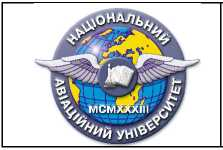 НАЦІОНАЛЬНИЙ
АВІАЦІЙНИЙ УНІВЕРСИТЕТ
MCMXXXIII